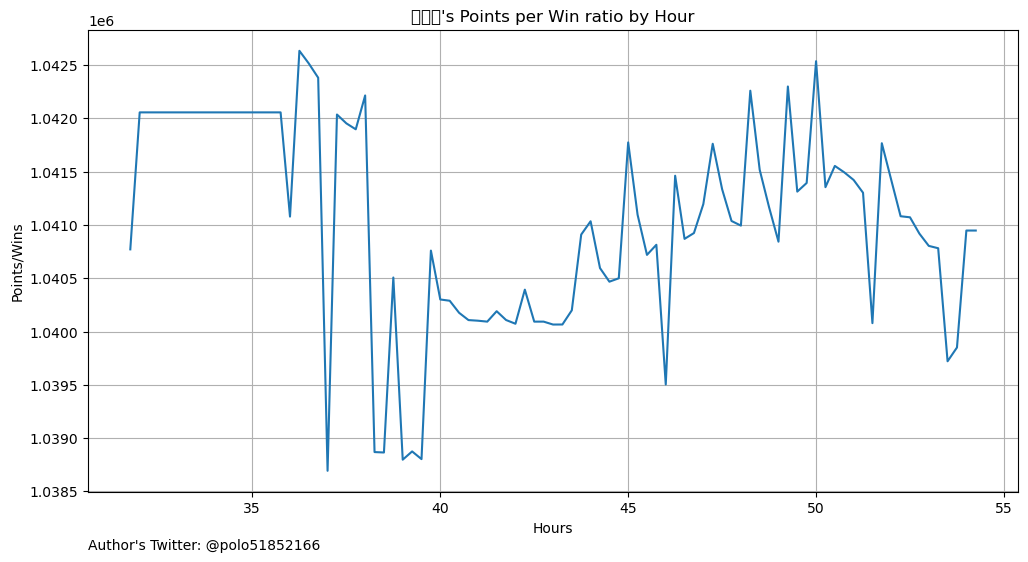 's Points per Win ratio by Hour
1e6
1.0425
1.0420
1.0415
1.0410
1.0405
1.0400
1.0395
1.0390
1.0385
Points/Wins
35
40
45
50
55
Hours
Author's Twitter: @polo51852166